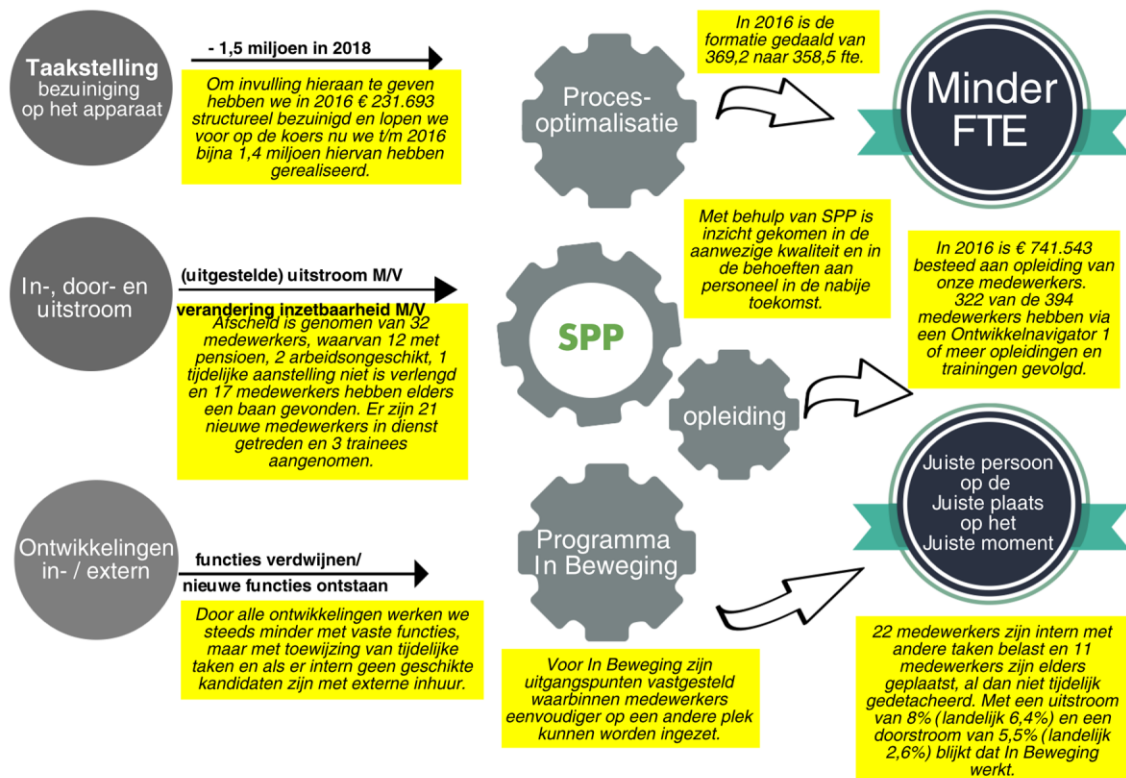 Taakstelling
bezuiniging
op het apparaat
- 1,5 miljoen in 2018
Om invulling hieraan te geven
hebben we in 2016 € 231.693
structureel bezuinigd en lopen we
voor op de koers nu we t/m 2016
bijna 1,4 miljoen hiervan hebben
gerealiseerd.
Proces-
optimalisatie
In 2016 is de
formatie gedaald van
369,2 naar 358,5 fte.
Minder
FTE
In-, door- en
uitstroom
(uitgestelde) uitstroom M/V
verandering inzetbaarheid M/V
Afscheid is genomen van 32
medewerkers, waarvan 12 met
pensioen, 2 arbeidsongeschikt, 1
tijdelijke aanstelling niet is verlengd
en 17 medewerkers hebben elders
een baan gevonden. Er zijn 21
nieuwe medewerkers in dienst
getreden en 3 trainees
aangenomen.
SPP
Met behulp van SPP is
inzicht gekomen in de
aanwezige kwaliteit en in
de behoeften aan
personeel in de nabije
toekomst.
opleiding
In 2016 is € 741.543
besteed aan opleiding van
onze medewerkers.
322 van de 394
medewerkers hebben via
een Ontwikkelnavigator 1
of meer opleidingen en
trainingen gevolgd.
Juiste persoon
op de
Juiste plaats
op het
Juiste moment
Ontwikkelingen
in- / extern
functies verdwijnen/
nieuwe functies ontstaan
Door alle ontwikkelingen werken we
steeds minder met vaste functies,
maar met toewijzing van tijdelijke
taken en als er intern geen geschikte
kandidaten zijn met externe inhuur.
Programma
In Beweging
Voor In Beweging zijn
uitgangspunten vastgesteld
waarbinnen medewerkers
eenvoudiger op een andere plek
kunnen worden ingezet.
22 medewerkers zijn intern met
andere taken belast en 11
medewerkers zijn elders
geplaatst, al dan niet tijdelijk
gedetacheerd. Met een uitstroom
van 8% (landelijk 6,4%) en een
doorstroom van 5,5% (landelijk
2,6%) blijkt dat In Beweging
werkt.